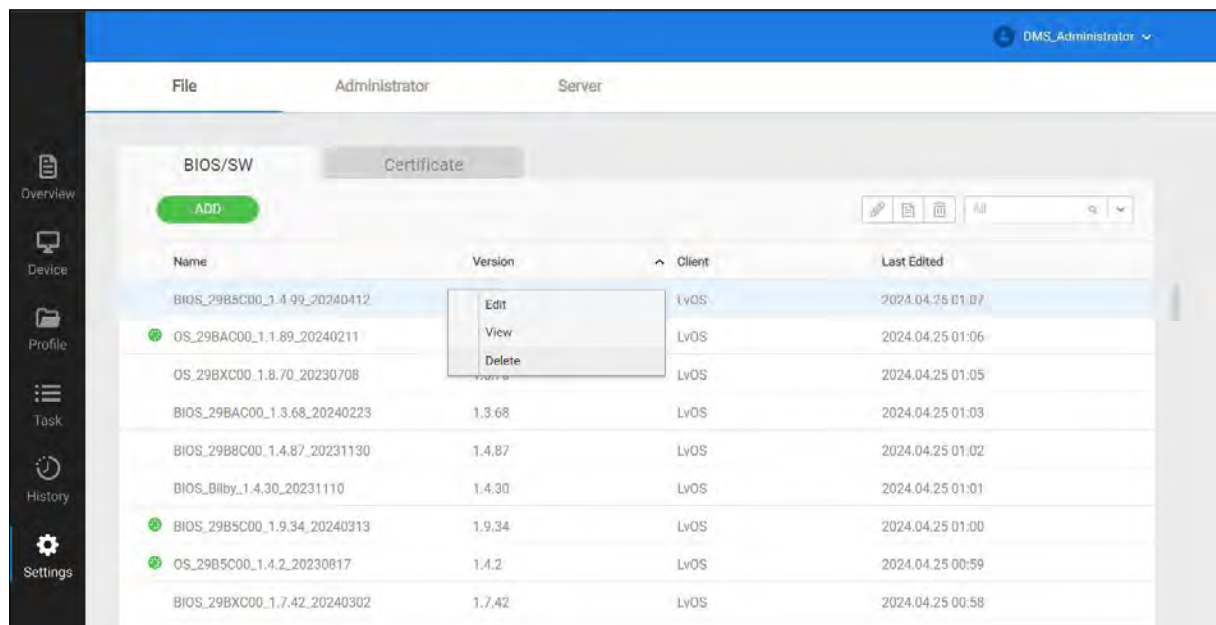 DMS_Administrator
File Administrator Server
Overview
Device
Profile
Task
History
Settings
BIOS/SW Certificate
ADD
All
Name Version Client Last Edited
BIOS_29B5C00_1.4.99_20240412 LvOS 2024.04.25 01:07
Edit
View
Delete
OS_29BAC00_1.1.89_20240211 LvOS 2024.04.25 01:06
OS_29BXC00_1.8.70_20230708 LvOS 2024.04.25 01:05
BIOS_29BAC00_1.3.68_20240223 1.3.68 LvOS 2024.04.25 01:03
BIOS_29B8C00_1.4.87_20231130 1.4.87 LvOS 2024.04.25 01:02
BIOS_Bilby_1.4.30_20231110 1.4.30 LvOS 2024.04.25 01:01
BIOS_29B5C00_1.9.34_20240313 1.9.34 LvOS 2024.04.25 01:00
OS_29B5C00_1.4.2_20230817 1.4.2 LvOS 2024.04.25 00:59
BIOS_29BXC00_1.7.42_20240302 1.7.42 LvOS 2024.04.25 00:58